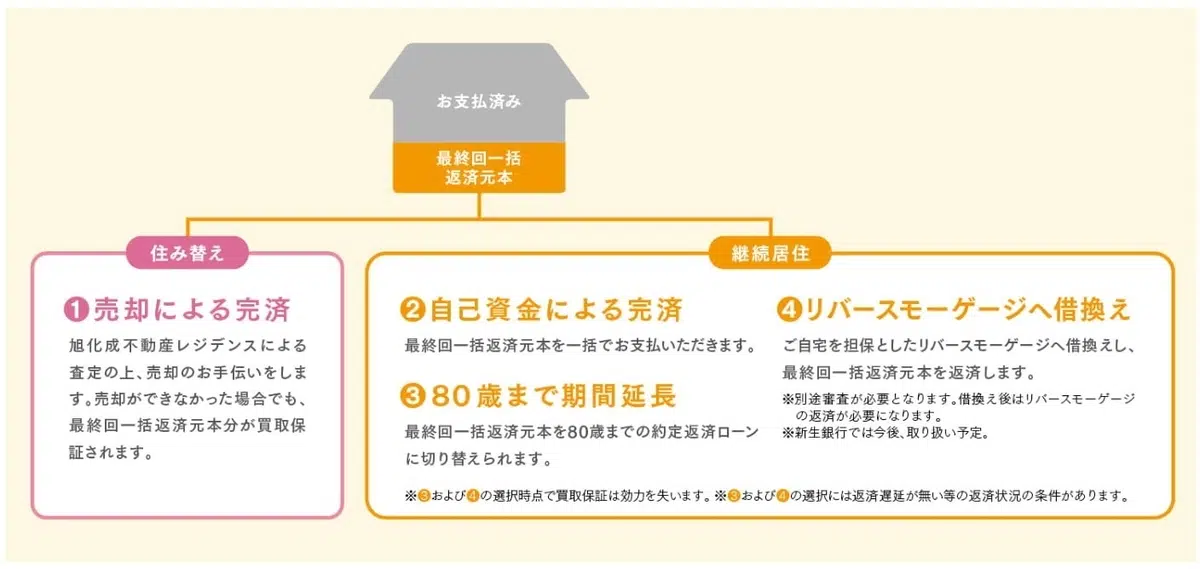 お支払済み
最終回一括
返済元本
住み替え
❶売却による完済
旭化成不動産レジデンスによる
査定の上、売却のお手伝いをしま
す。売却ができなかった場合でも、
最終回一括返済元本分が買取保
証されます。
継続居住
❷自己資金による完済
最終回一括返済元本を一括でお支払いただきます。
❸80歳まで期間延長
最終回一括返済元本を80歳までの約定返済ローン
に切り替えられます。
❹リバースモーゲージへ借換え
ご自宅を担保としたリバースモーゲージへ借換えし、
最終回一括返済元本を返済します。
※別途審査が必要となります。借換え後はリバースモーゲージ
の返済が必要になります。
※新生銀行では今後、取り扱い予定。
※❸および❹の選択時点で買取保証は効力を失います。※❸および❹の選択には返済遅延が無い等の返済状況の条件があります。